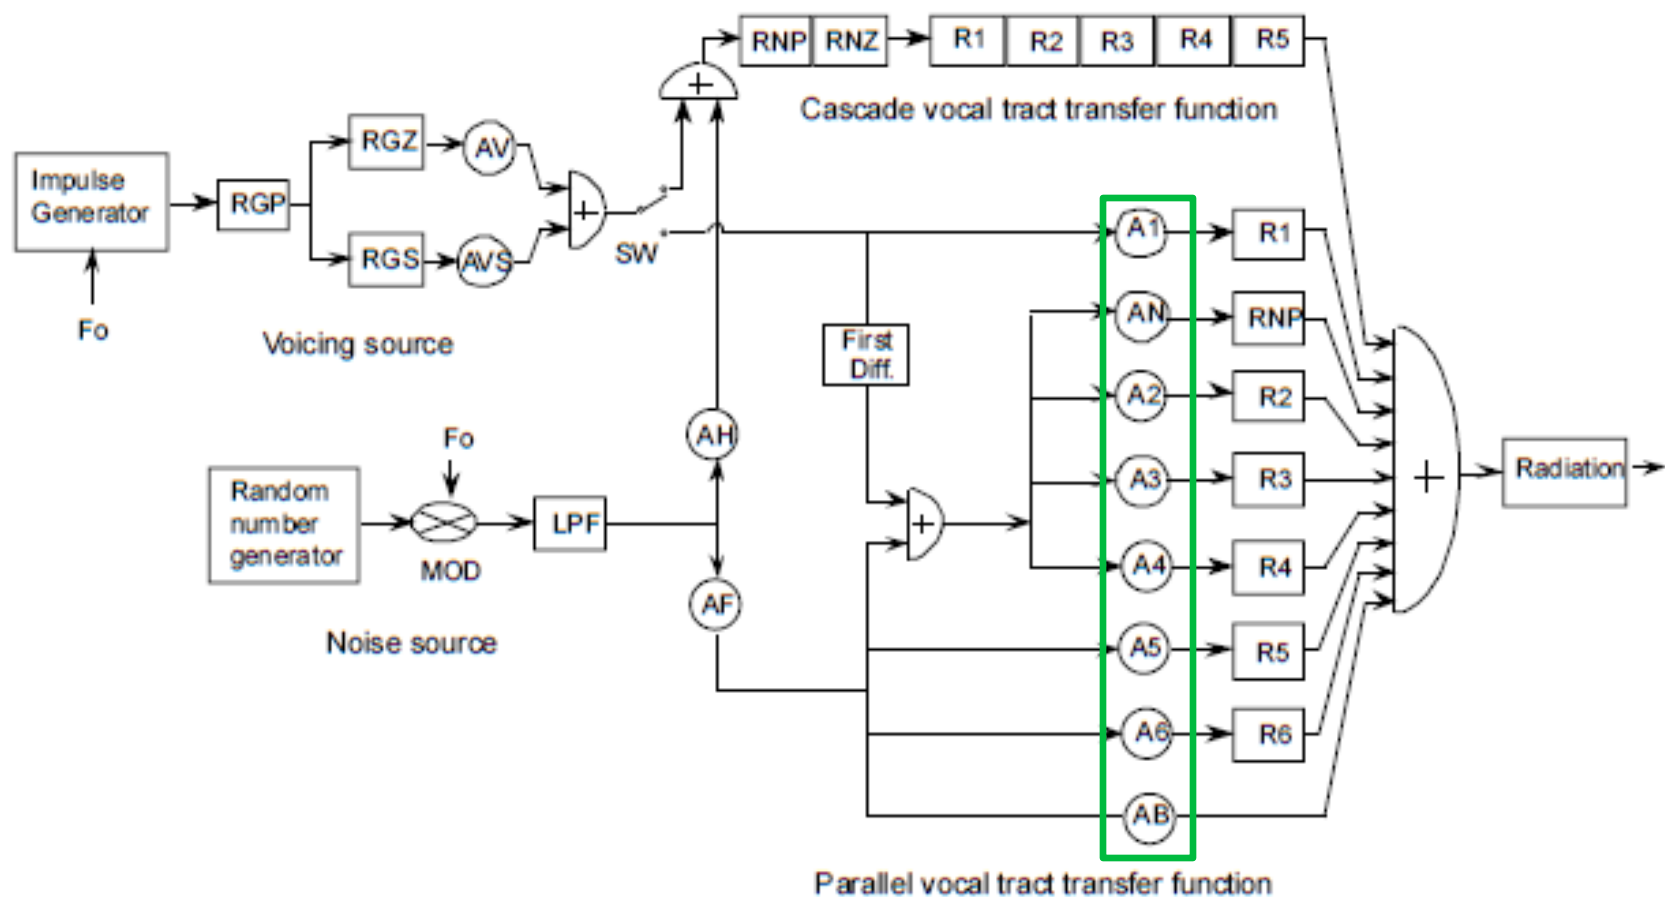 RNP
RNZ
R1
R2
R3
R4
R5
+
Cascade vocal tract transfer function
Impulse
Generator
RGP
RGZ
AV
RGS
AVS
+
SW
Fo
Voicing source
A1
R1
AN
RNP
First
Diff.
A2
R2
AH
Fo
Random
number
generator
MOD
LPF
+
A3
R3
+
Radiation
A4
R4
AF
Noise source
A5
R5
A6
R6
AB
Parallel vocal tract transfer function